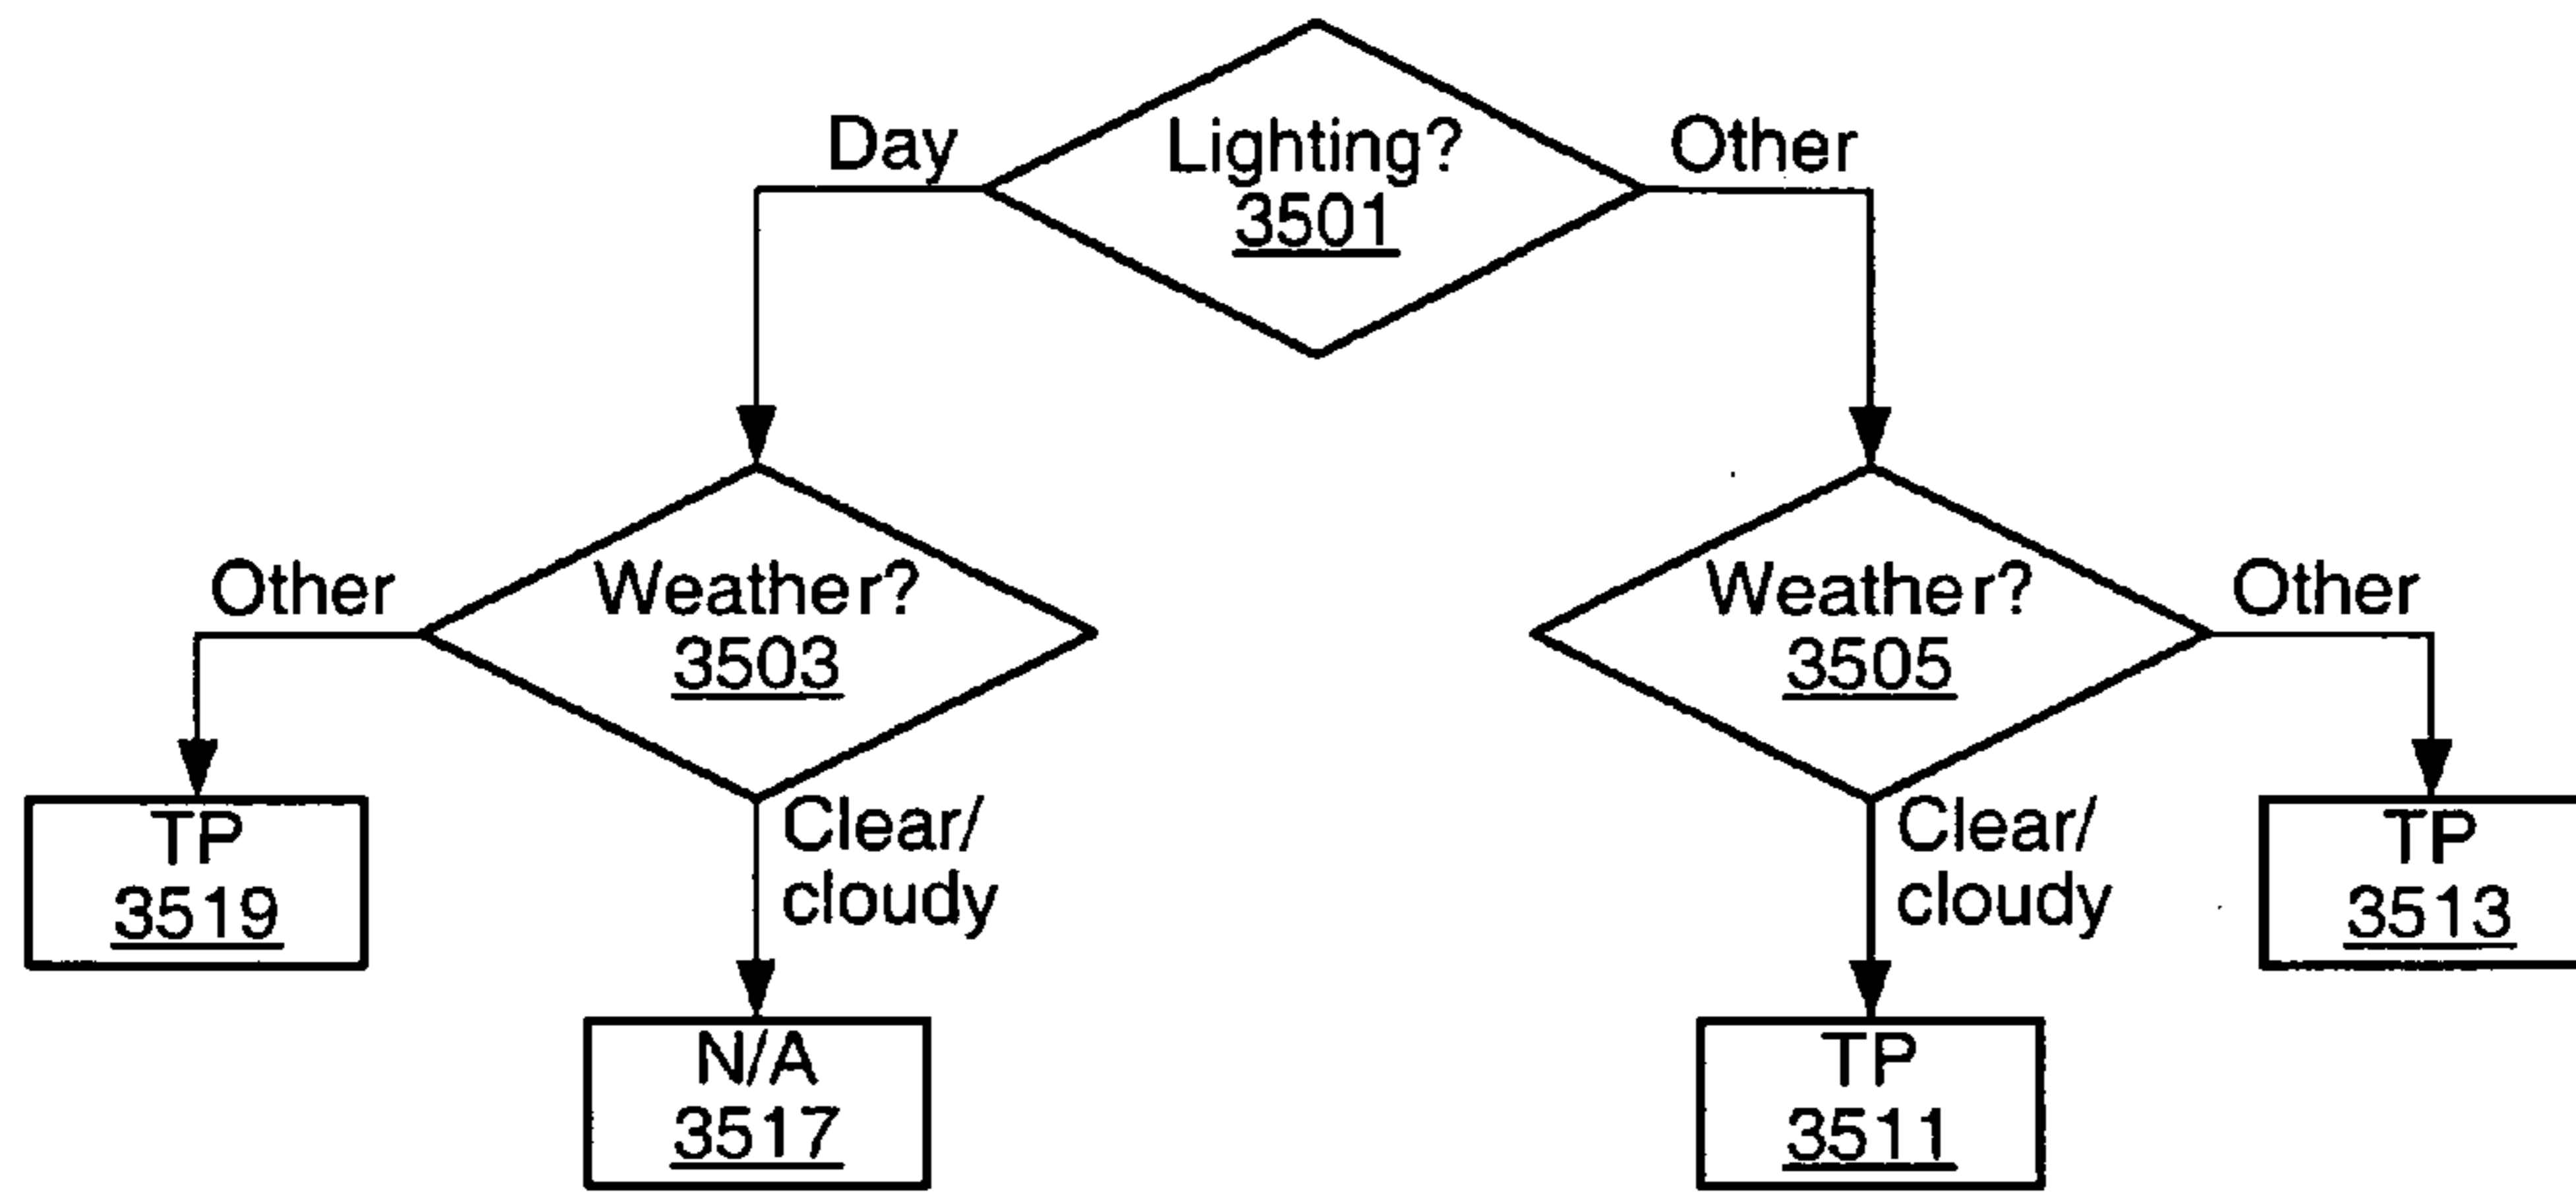 Day
Lighting?
3501
Other
Other
Weather?
3503
Clear/
cloudy
Weather?
3505
Other
Clear/
cloudy
TP
3519
N/A
3517
TP
3511
TP
3513